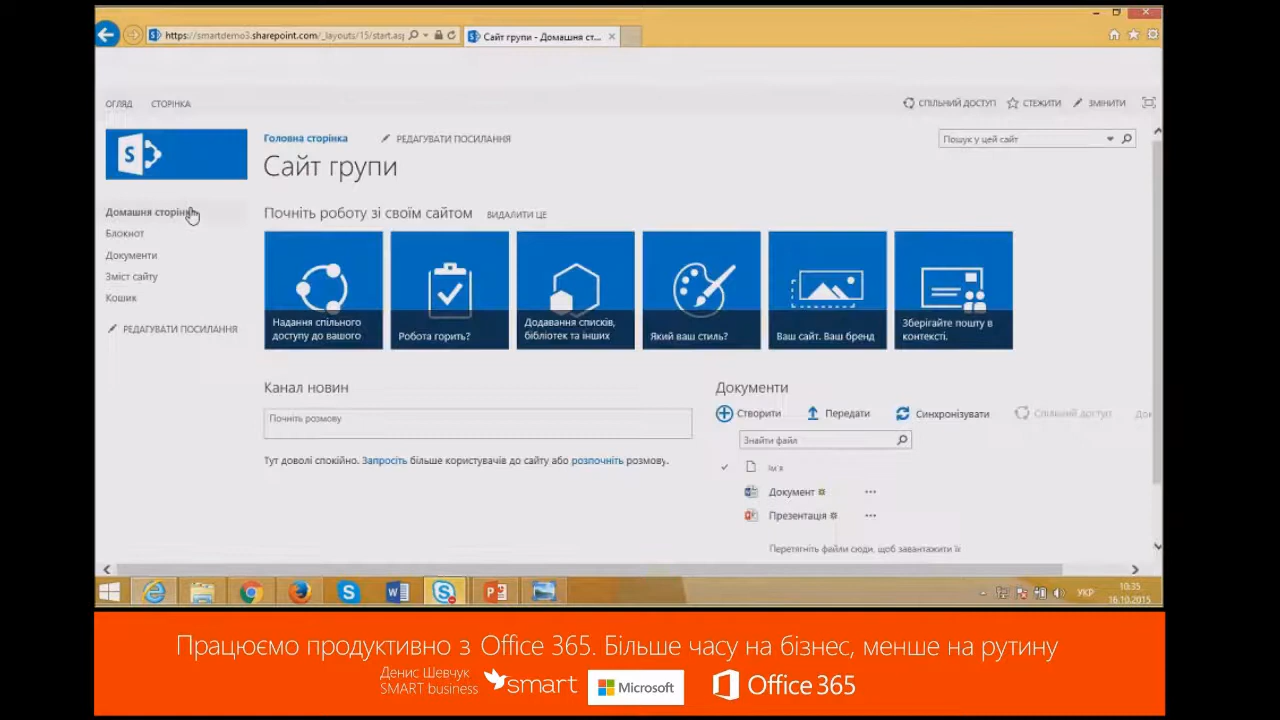 https://smartdemo3.sharepoint.com/_layouts/15/start.asp
Сайт групи - Домашня ст...
ОГЛЯД
СТОРІНКА
СПІЛЬНИЙ ДОСТУП
СТЕЖИТИ
ЗМІНИТИ
Головна сторінка
РЕДАГУВАТИ ПОСИЛАННЯ
Пошук у цей сайт
Сайт групи
Домашня сторінка
Блокнот
Документи
Зміст сайту
Кошик
РЕДАГУВАТИ ПОСИЛАННЯ
Почніть роботу зі своїм сайтом
ВИДАЛИТИ ЦЕ
Надання спільного
доступу до вашого
Робота горить?
Додавання списків,
бібліотек та інших
Який ваш стиль?
Ваш сайт. Ваш бренд
Зберігайте пошту в
контексті.
Канал новин
Почніть розмову
Тут доволі спокійно. Запросіть більше користувачів до сайту або розпочніть розмову.
Документи
Створити
Передати
Синхронізувати
Спільний доступ
Знайти файл
Ім'я
Документ
Презентація
Перетягніть файли сюди, щоб завантажити їх
УКР
10:35
16.10.2015
Працюємо продуктивно з Office 365. Більше часу на бізнес, менше на рутину
Денис Шевчук
SMART business
smart
Microsoft
Office 365